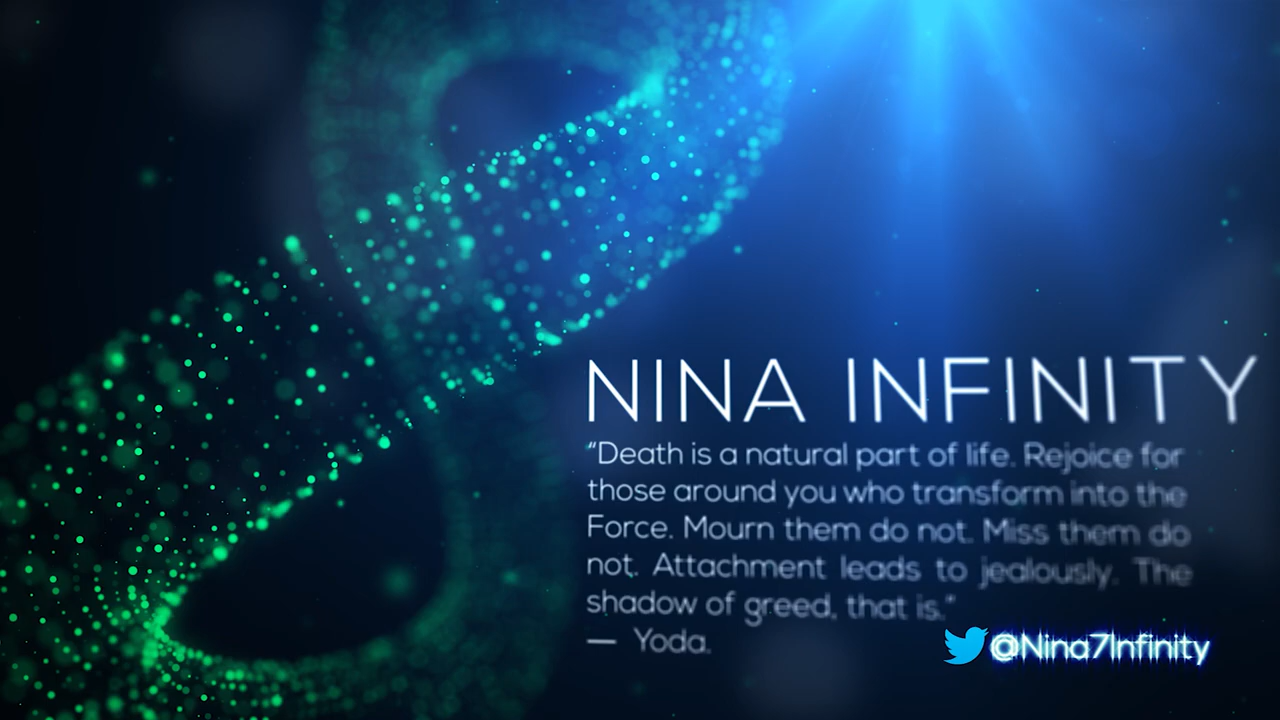 NINA INFINITY
“Death is a natural part of life. Rejoice for
those around you who transform into the
Force. Mourn them do not. Miss them do
not. Attachment leads to jealously. The
shadow of greed, that is.”
— Yoda.
@Nina7Infinity